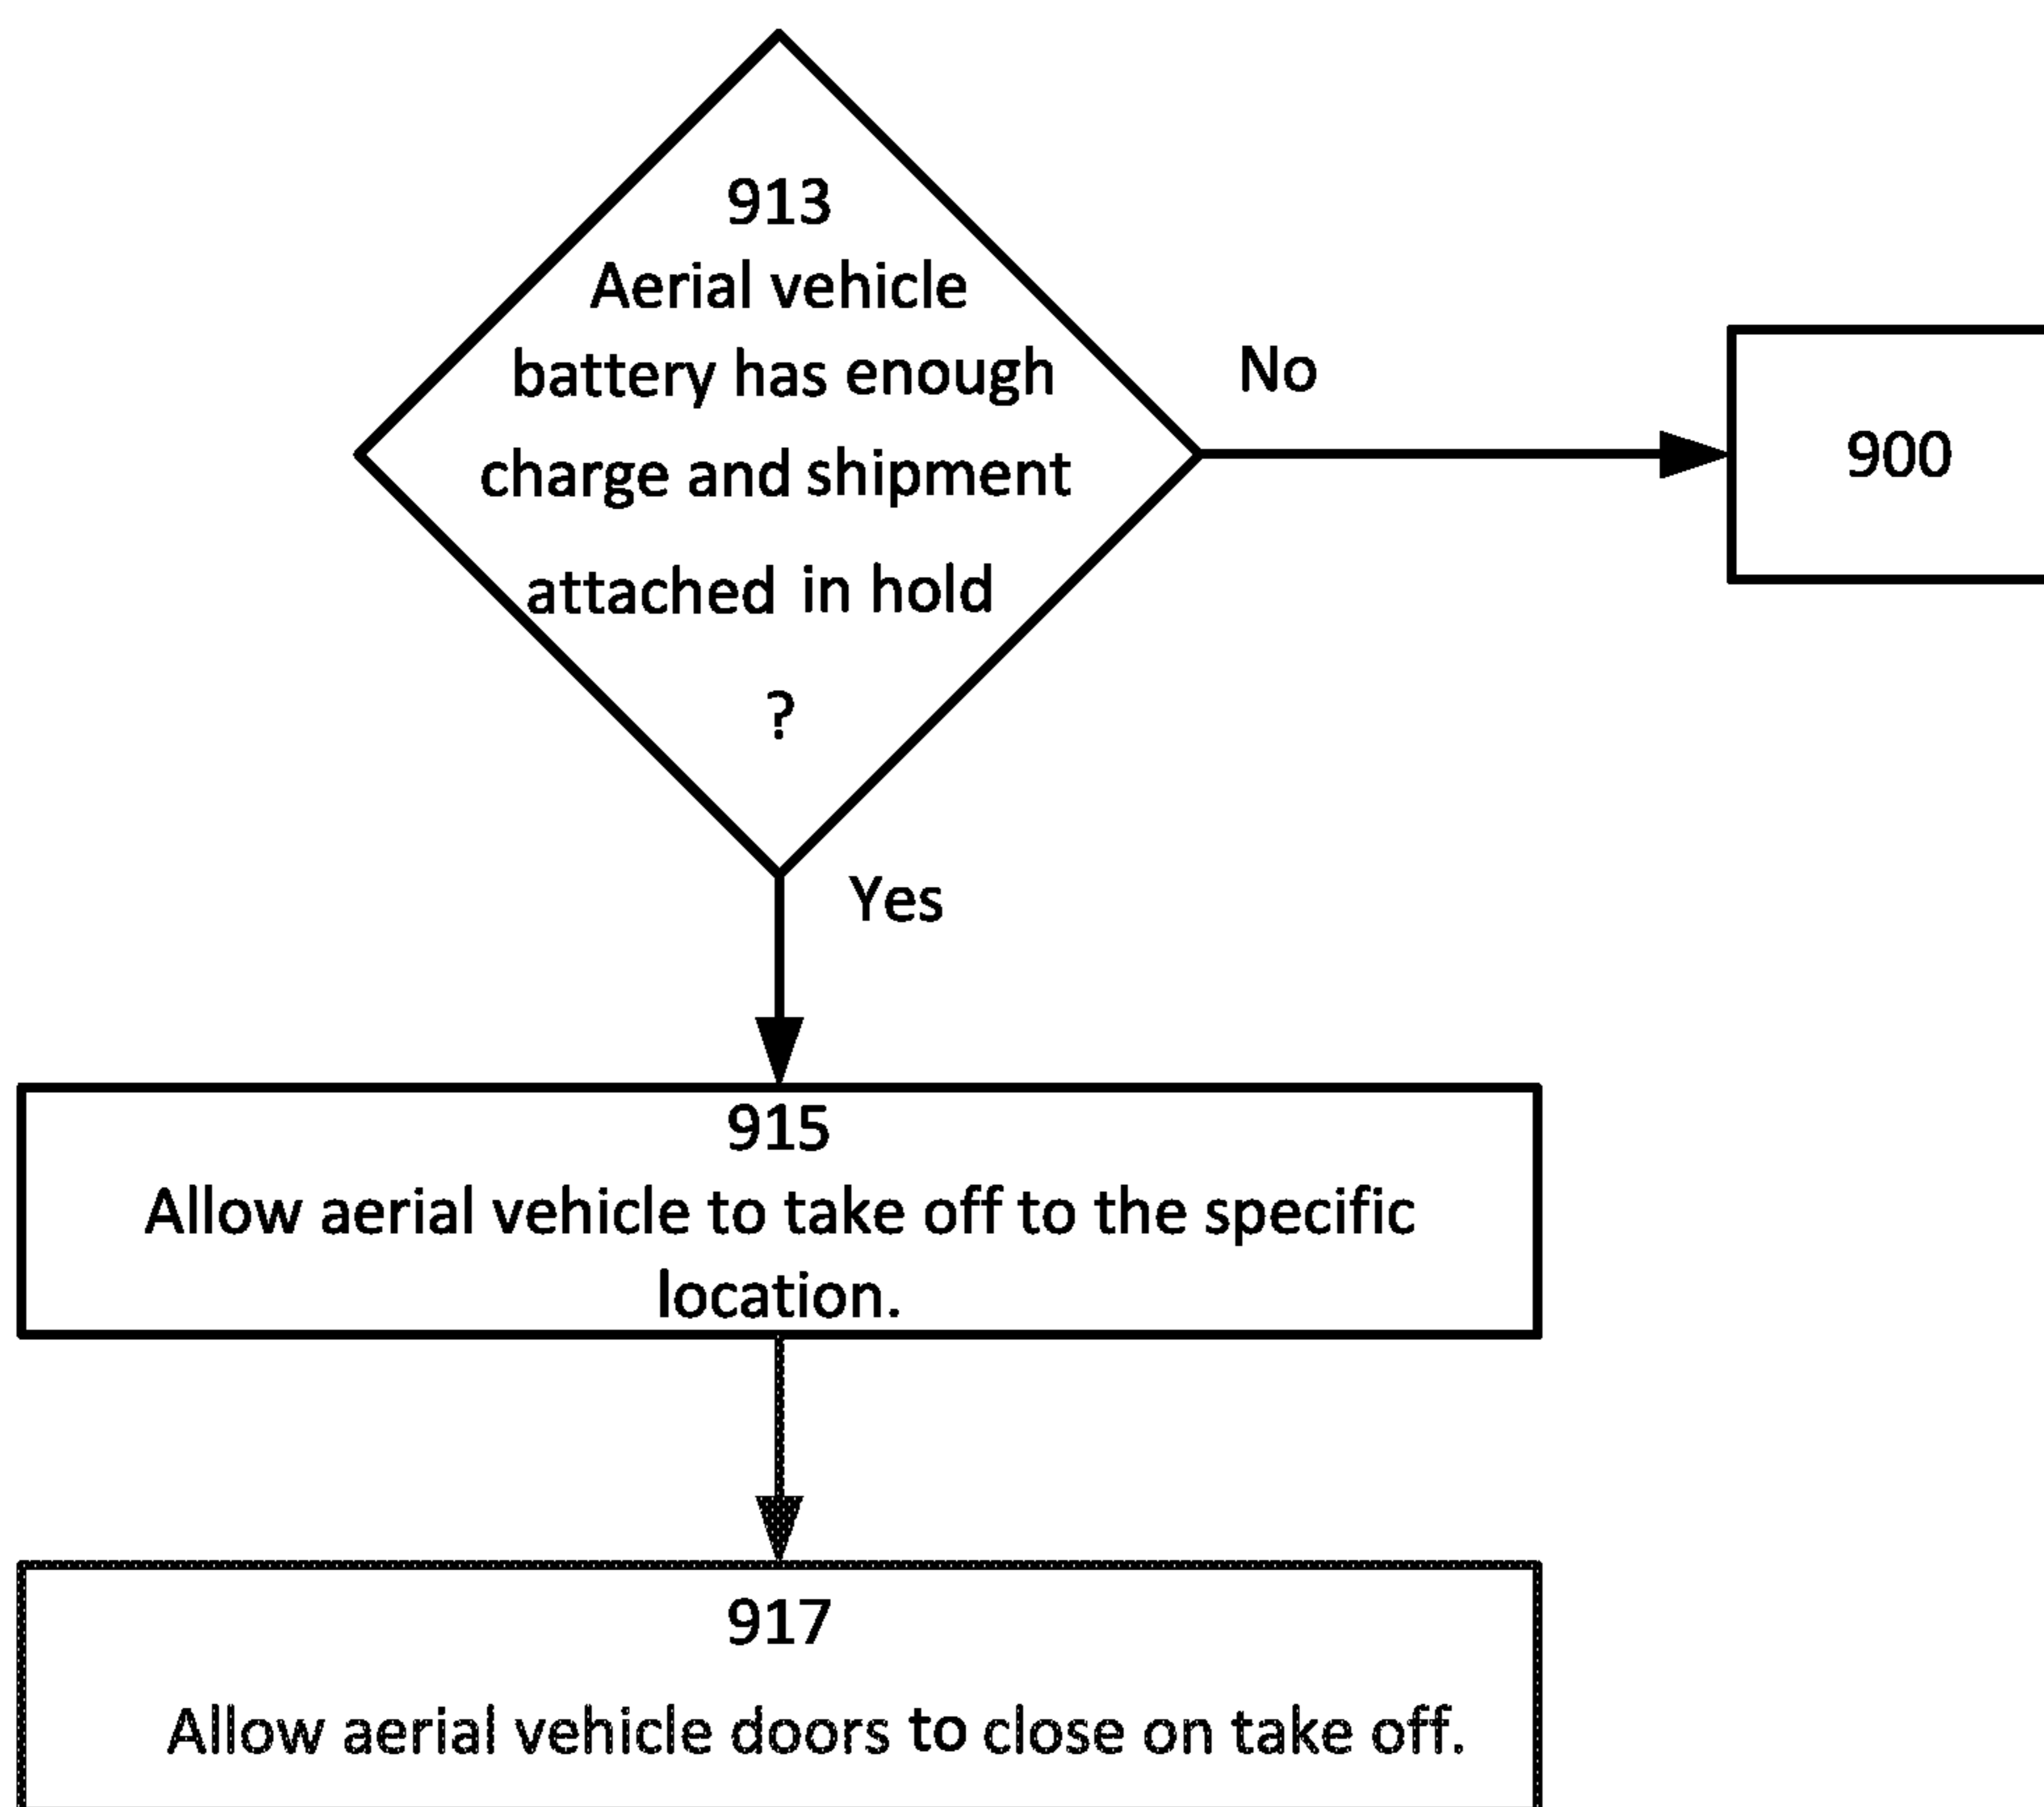 913
Aerial vehicle
battery has enough
charge and shipment
attached in hold
?
No
900
Yes
915
Allow aerial vehicle to take off to the specific
location.
917
Allow aerial vehicle doors to close on take off.